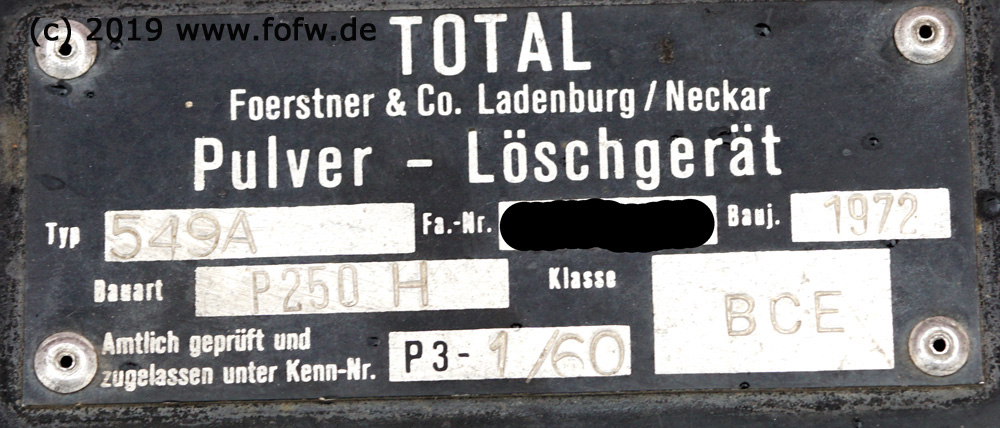 (c) 2019 www.fofw.de
TOTAL
Foerstner & Co. Ladenburg / Neckar
Pulver - Löschgerät
Typ 549A Fa.-Nr. Bauj. 1972
Bauart P250 H Klasse BCE
Amtlich geprüft und
zugelassen unter Kenn-Nr. P3-1/60